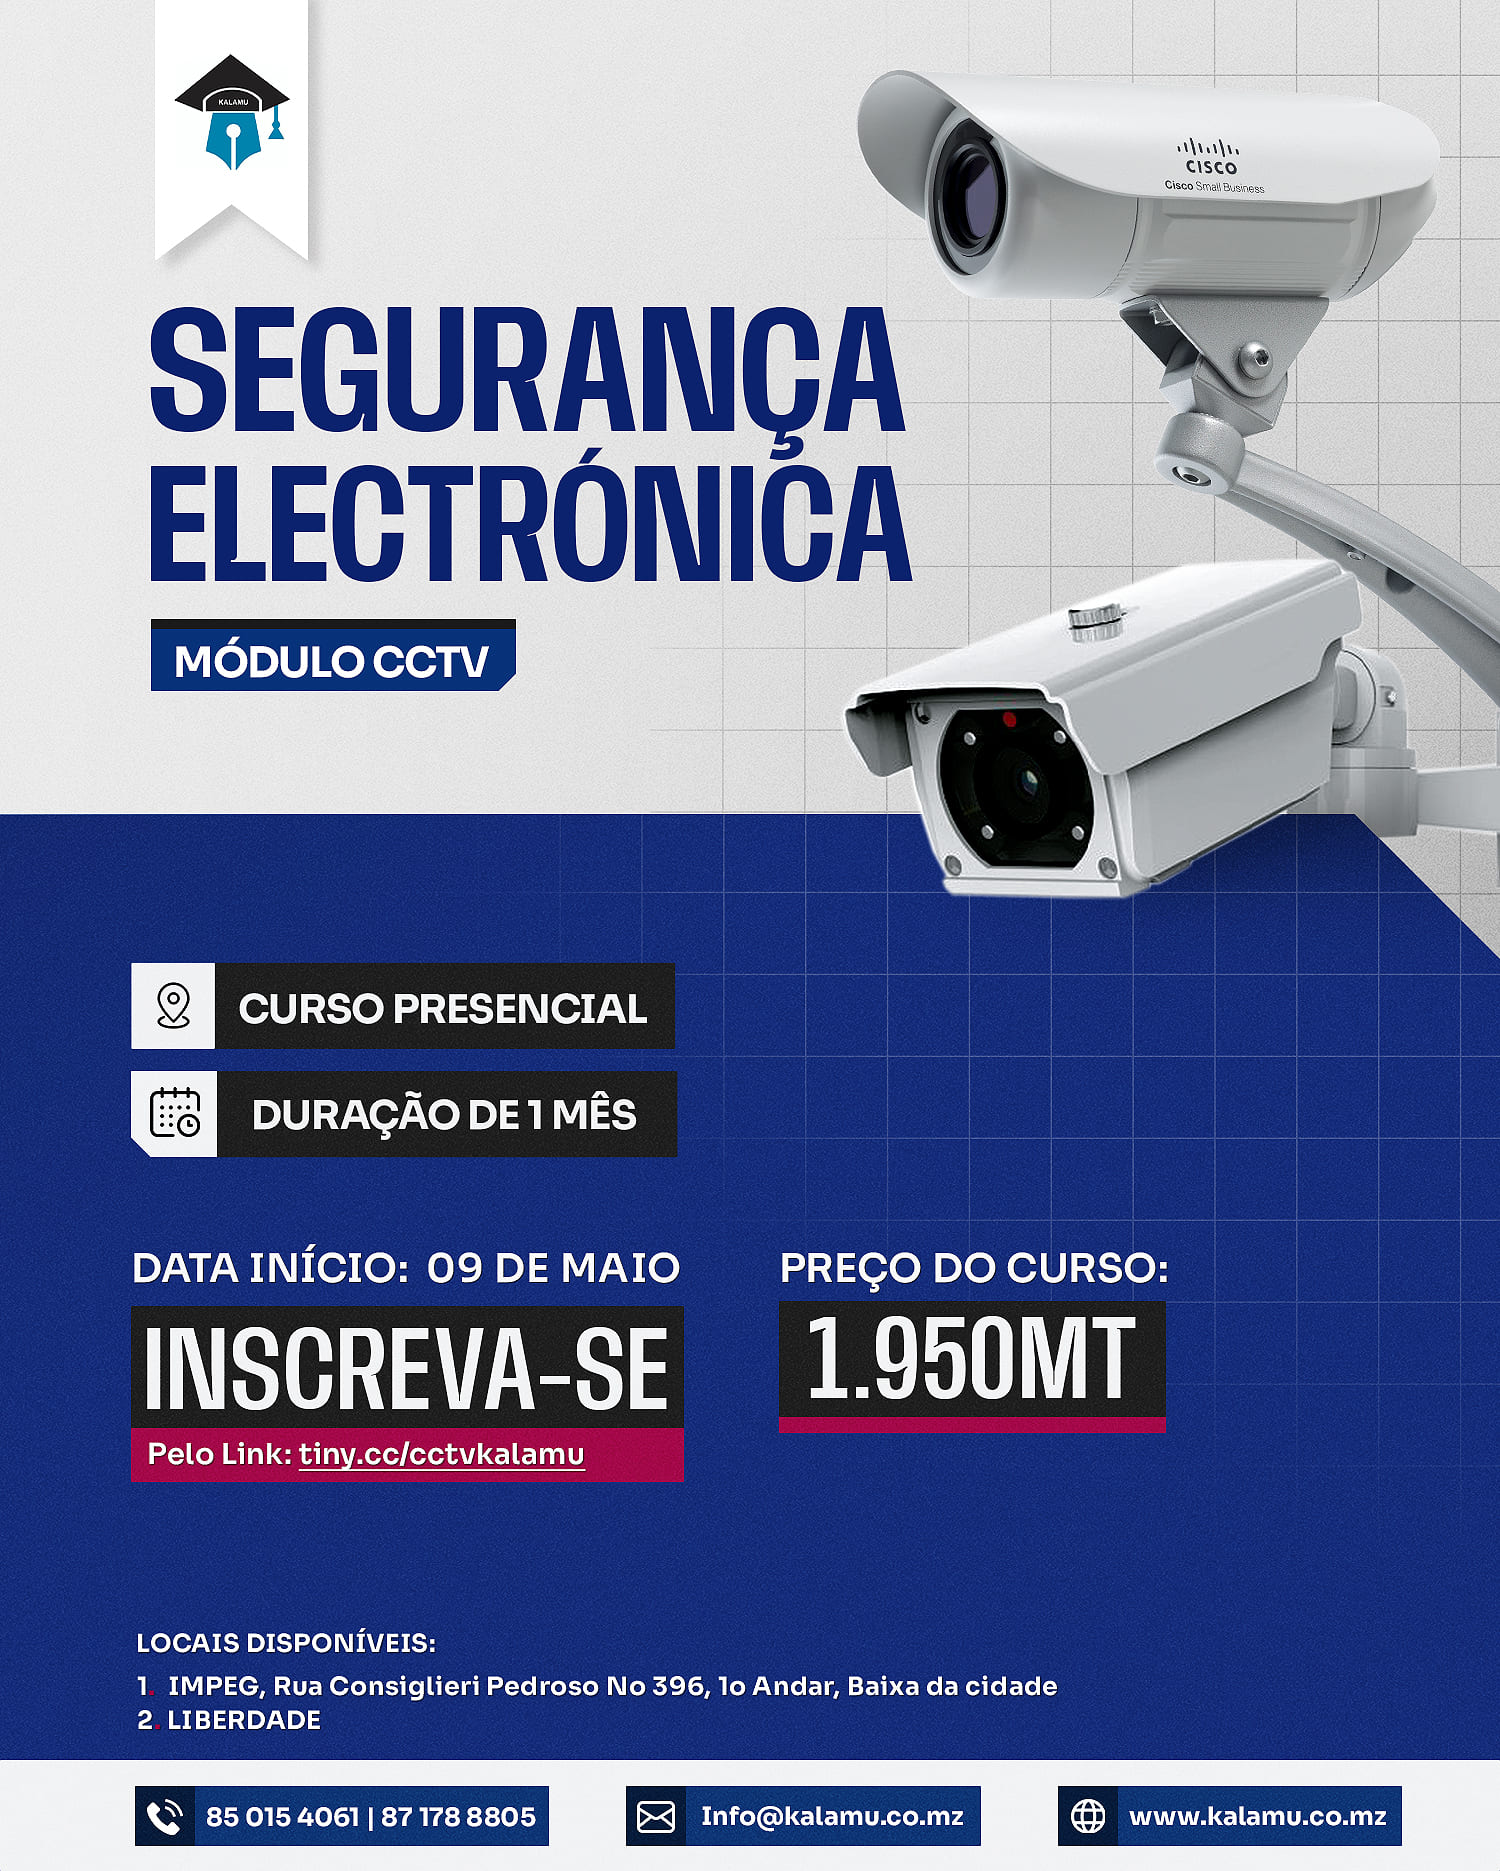 KALAMU
CISCO
Cisco Small Business
SEGURANÇA
ELECTRÓNICA
MÓDULO CCTV
CURSO PRESENCIAL
DURAÇÃO DE 1 MÊS
DATA INÍCIO: 09 DE MAIO
INSCREVA-SE
Pelo Link: tiny.cc/cctvkalamu
PREÇO DO CURSO:
1.950MT
LOCAIS DISPONÍVEIS:
1. IMPEG, Rua Consiglieri Pedroso No 396, 1o Andar, Baixa da cidade
2. LIBERDADE
85 015 4061 | 87 178 8805
Info@kalamu.co.mz
www.kalamu.co.mz